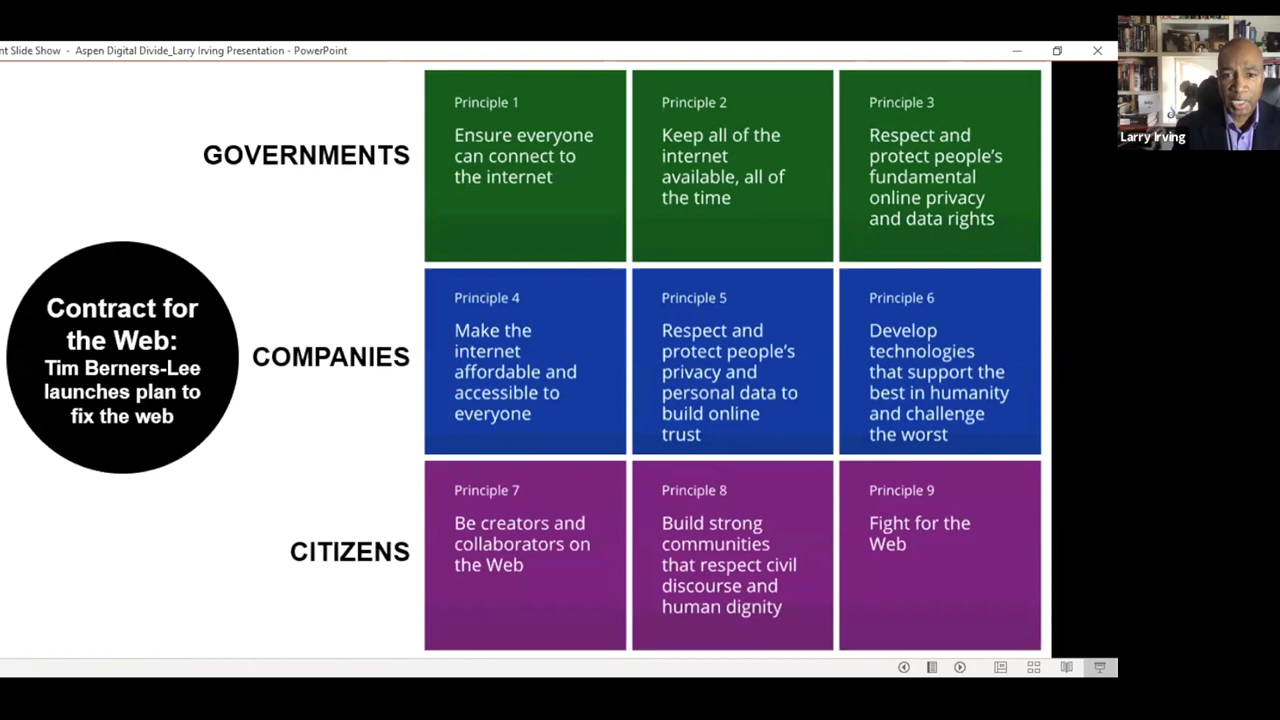 nt Slide Show - Aspen Digital Divide_Larry Irving Presentation - PowerPoint
Larry Irving
Contract for
the Web:
Tim Berners-Lee
launches plan to
fix the web
GOVERNMENTS
Principle 1
Ensure everyone
can connect to
the internet
Principle 2
Keep all of the
internet
available, all of
the time
Principle 3
Respect and
protect people's
fundamental
online privacy
and data rights
COMPANIES
Principle 4
Make the
internet
affordable and
accessible to
everyone
Principle 5
Respect and
protect people's
privacy and
personal data to
build online
trust
Principle 6
Develop
technologies
that support the
best in humanity
and challenge
the worst
CITIZENS
Principle 7
Be creators and
collaborators on
the Web
Principle 8
Build strong
communities
that respect civil
discourse and
human dignity
Principle 9
Fight for the
Web